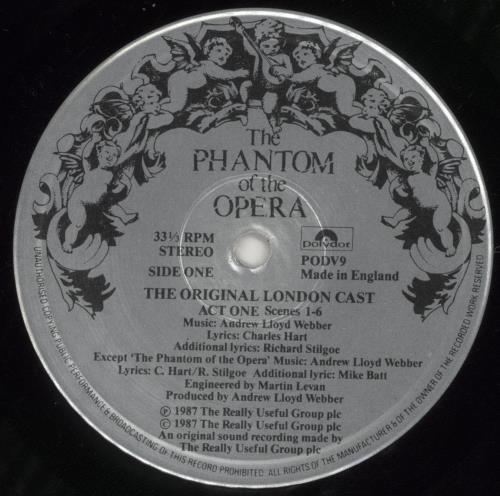 The
PHANTOM
of the
OPERA
33⅓ RPM
STEREO
SIDE ONE
polydor
PODV9
Made in England
THE ORIGINAL LONDON CAST
ACT ONE Scenes 1-6
Music: Andrew Lloyd Webber
Lyrics: Charles Hart
Additional lyrics: Richard Stilgoe
Except 'The Phantom of the Opera' Music: Andrew Lloyd Webber
Lyrics: C. Hart/R. Stilgoe Additional lyric: Mike Batt
Engineered by Martin Levan
Produced by Andrew Lloyd Webber
℗ 1987 The Really Useful Group plc
© 1987 The Really Useful Group plc
An original sound recording made by
The Really Useful Group plc
UNAUTHORISED COPYING PUBLIC PERFORMANCE & BROADCASTING OF THIS RECORD PROHIBITED. ALL RIGHTS OF THE MANUFACTURER & OF THE OWNER OF THE RECORDED WORK RESERVED